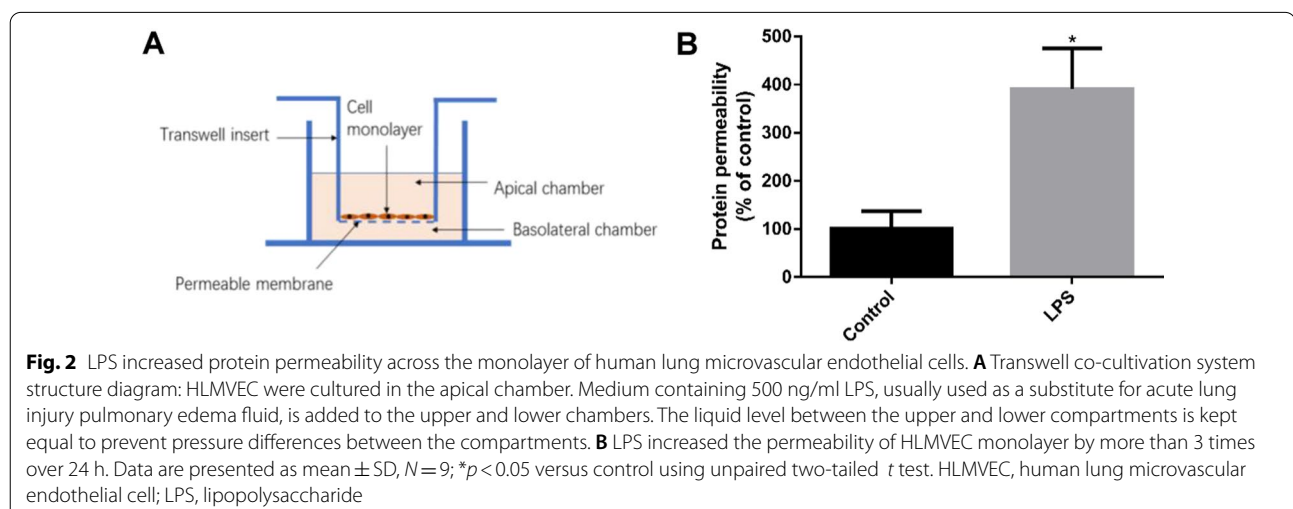 A
Transwell insert
Cell
monolayer
Apical chamber
Basolateral chamber
Permeable membrane
B
Protein permeability
(% of control)
500
400
300
200
100
0
*
Control
LPS
Fig. 2 LPS increased protein permeability across the monolayer of human lung microvascular endothelial cells. A Transwell co-cultivation system
structure diagram: HLMVEC were cultured in the apical chamber. Medium containing 500 ng/ml LPS, usually used as a substitute for acute lung
injury pulmonary edema fluid, is added to the upper and lower chambers. The liquid level between the upper and lower compartments is kept
equal to prevent pressure differences between the compartments. B LPS increased the permeability of HLMVEC monolayer by more than 3 times
over 24 h. Data are presented as mean ± SD, N = 9; *p < 0.05 versus control using unpaired two-tailed t test. HLMVEC, human lung microvascular
endothelial cell; LPS, lipopolysaccharide